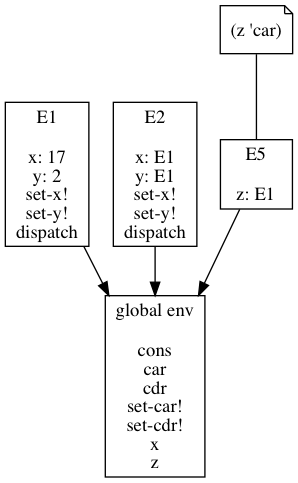 (z 'car)
E1
x: 17
y: 2
set-x!
set-y!
dispatch
E2
x: E1
y: E1
set-x!
set-y!
dispatch
E5
z: E1
global env
cons
car
cdr
set-car!
set-cdr!
x
z